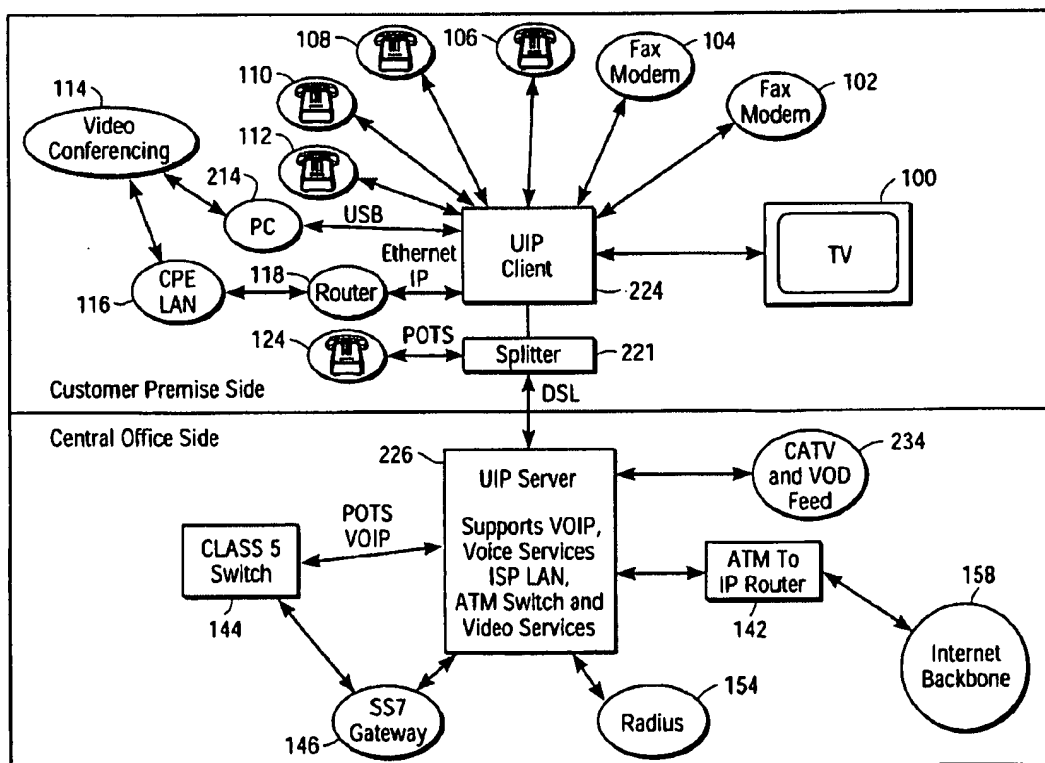 108
106
104
Fax
Modem
102
Fax
Modem
110
114
Video
Conferencing
112
214
PC
USB
100
TV
UIP
Client
224
Ethernet
IP
118
Router
CPE
LAN
116
124
POTS
Splitter
221
DSL
Customer Premise Side
Central Office Side
226
UIP Server
Supports VOIP,
Voice Services
ISP LAN,
ATM Switch and
Video Services
234
CATV
and VOD
Feed
POTS
VOIP
CLASS 5
Switch
144
ATM To
IP Router
142
158
Internet
Backbone
SS7
Gateway
146
154
Radius